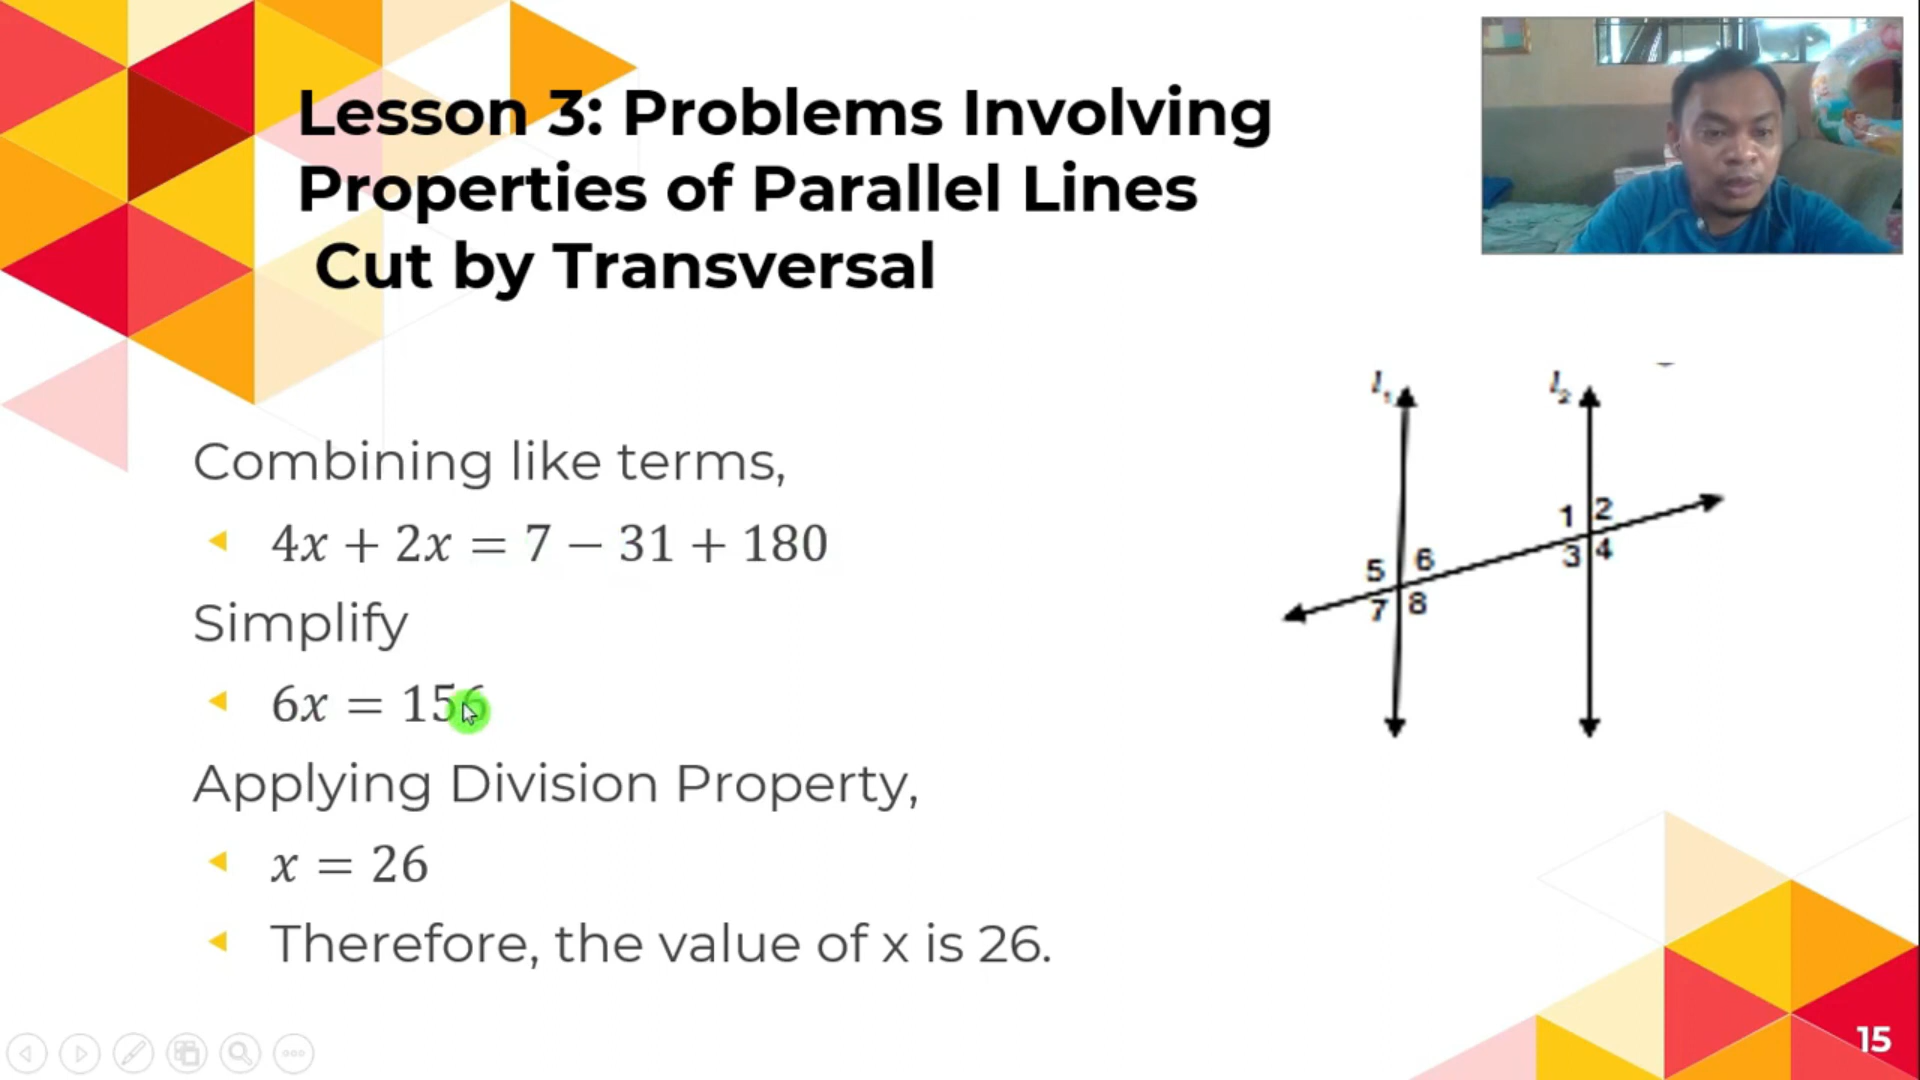 Lesson 3: Problems Involving
Properties of Parallel Lines
Cut by Transversal
Combining like terms,
4x + 2x = 7 − 31 + 180
Simplify
6x = 156
Applying Division Property,
x = 26
Therefore, the value of x is 26.
l₁
l₂
1 2
3 4
5 6
7 8
15